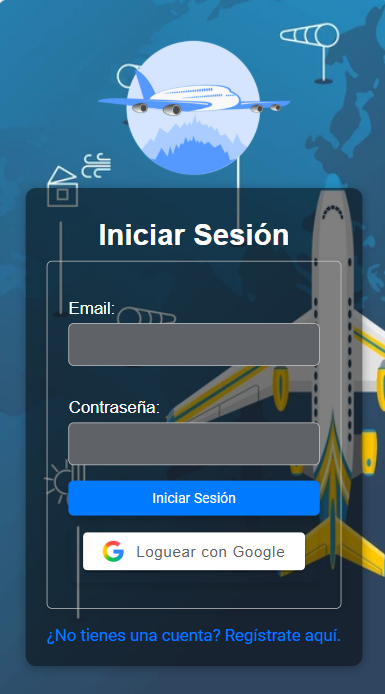 Iniciar Sesión
Email:
Contraseña:
Iniciar Sesión
Loguear con Google
¿No tienes una cuenta? Regístrate aquí.